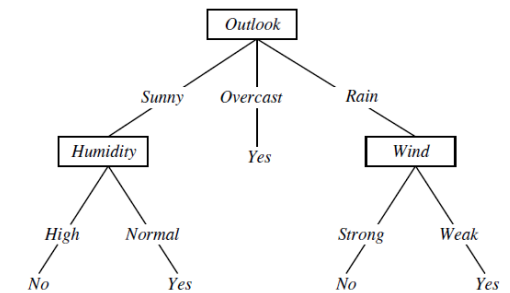 Outlook
Sunny Overcast Rain
Humidity Yes Wind
High Normal Strong Weak
No Yes No Yes